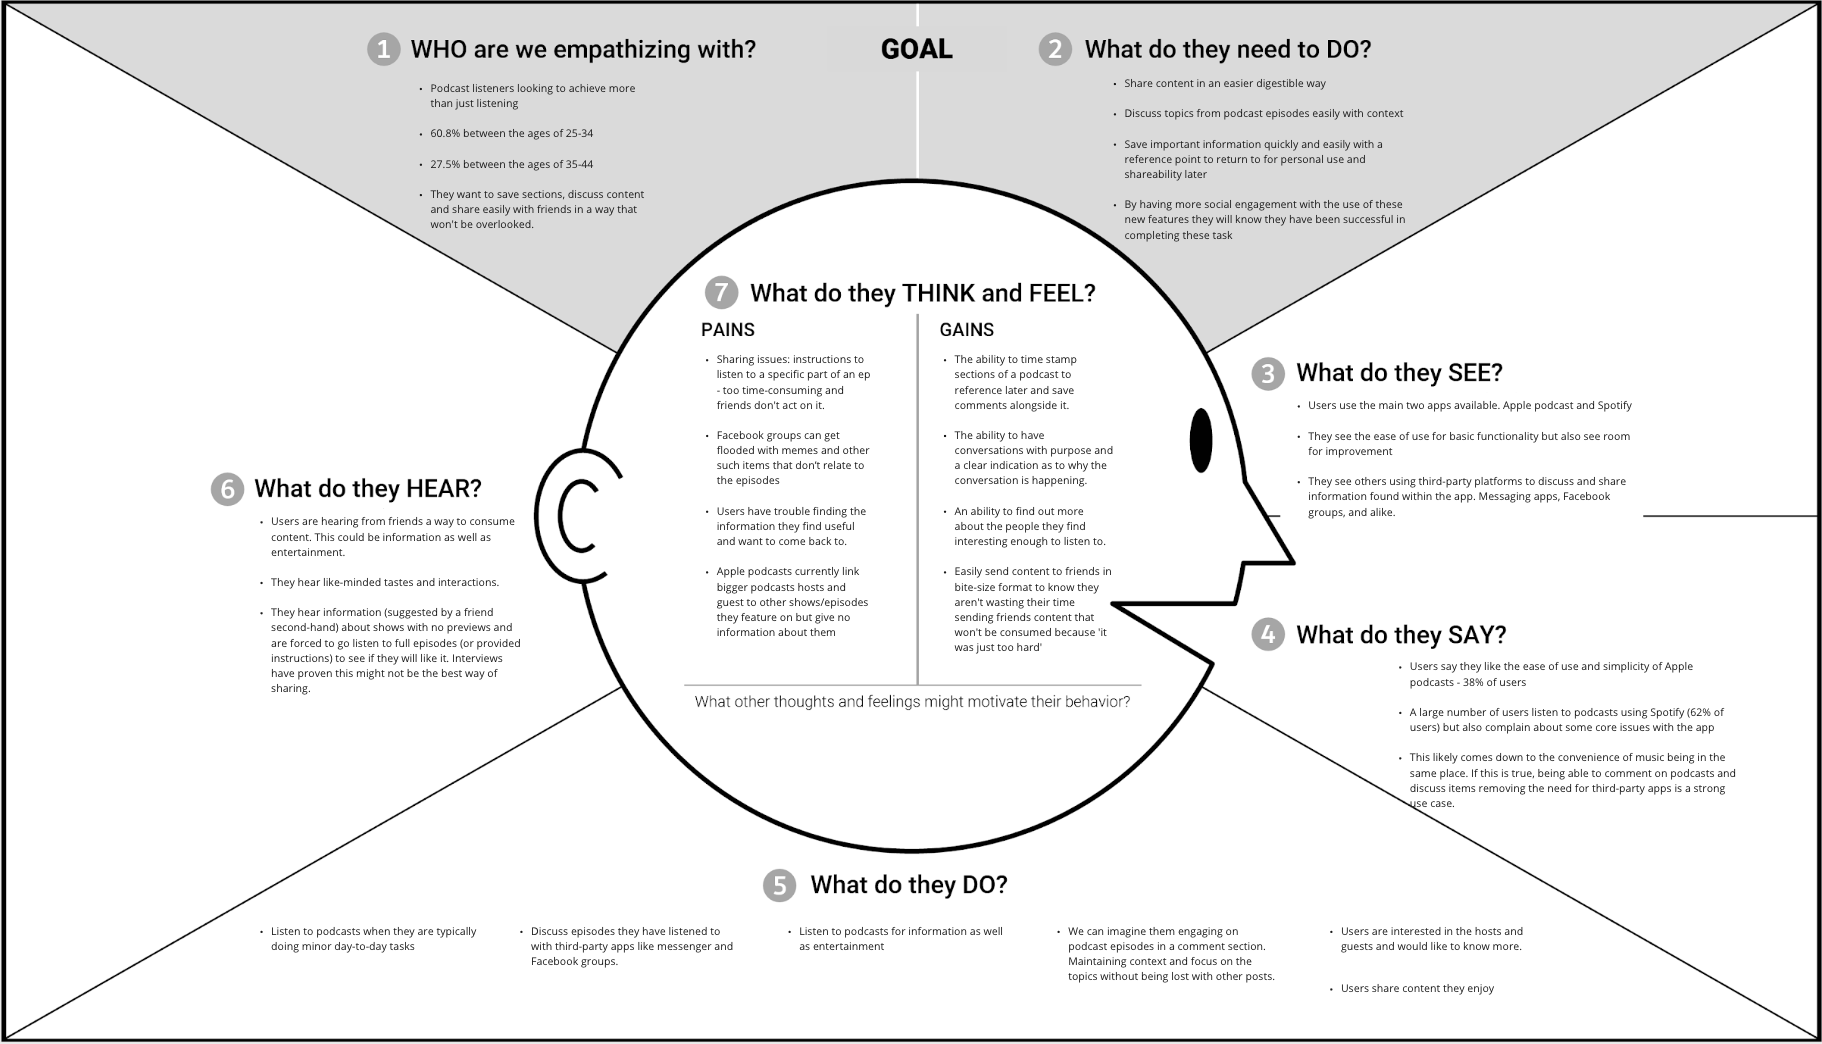 GOAL
1 WHO are we empathizing with?
• Podcast listeners looking to achieve more
than just listening
• 60.8% between the ages of 25-34
• 27.5% between the ages of 35-44
• They want to save sections, discuss content
and share easily with friends in a way that
won't be overlooked.
2 What do they need to DO?
• Share content in an easier digestible way
• Discuss topics from podcast episodes easily with context
• Save important information quickly and easily with a
reference point to return to for personal use and
shareability later
• By having more social engagement with the use of these
new features they will know they have been successful in
completing these task
7 What do they THINK and FEEL?
PAINS
• Sharing issues: instructions to
listen to a specific part of an ep
- too time-consuming and
friends don't act on it.
• Facebook groups can get
flooded with memes and other
such items that don't relate to
the episodes
• Users have trouble finding the
information they find useful
and want to come back to.
• Apple podcasts currently link
bigger podcasts hosts and
guest to other shows/episodes
they feature on but give no
information about them
GAINS
• The ability to time stamp
sections of a podcast to
reference later and save
comments alongside it.
• The ability to have
conversations with purpose and
a clear indication as to why the
conversation is happening.
• An ability to find out more
about the people they find
interesting enough to listen to.
• Easily send content to friends in
bite-size format to know they
aren't wasting their time
sending friends content that
won't be consumed because 'it
was just too hard'
What other thoughts and feelings might motivate their behavior?
3 What do they SEE?
• Users use the main two apps available. Apple podcast and Spotify
• They see the ease of use for basic functionality but also see room
for improvement
• They see others using third-party platforms to discuss and share
information found within the app. Messaging apps, Facebook
groups, and alike.
4 What do they SAY?
• Users say they like the ease of use and simplicity of Apple
podcasts - 38% of users
• A large number of users listen to podcasts using Spotify (62% of
users) but also complain about some core issues with the app
• This likely comes down to the convenience of music being in the
same place. If this is true, being able to comment on podcasts and
discuss items removing the need for third-party apps is a strong
use case.
5 What do they DO?
• Listen to podcasts when they are typically
doing minor day-to-day tasks
• Discuss episodes they have listened to
with third-party apps like messenger and
Facebook groups.
• Listen to podcasts for information as well
as entertainment
• We can imagine them engaging on
podcast episodes in a comment section.
Maintaining context and focus on the
topics without being lost with other posts.
• Users are interested in the hosts and
guests and would like to know more.
• Users share content they enjoy
6 What do they HEAR?
• Users are hearing from friends a way to consume
content. This could be information as well as
entertainment.
• They hear like-minded tastes and interactions.
• They hear information (suggested by a friend
second-hand) about shows with no previews and
are forced to go listen to full episodes (or provided
instructions) to see if they will like it. Interviews
have proven this might not be the best way of
sharing.